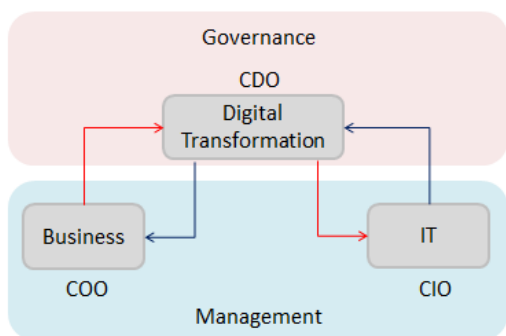 Governance
CDO
Digital
Transformation
Business
IT
COO
CIO
Management